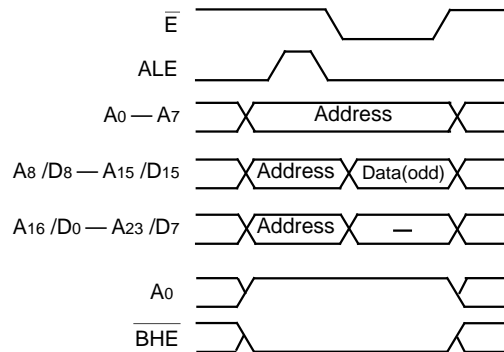 E
ALE
A0 — A7 Address
A8 /D8 — A15 /D15 Address Data(odd)
A16 /D0 — A23 /D7 Address –
A0
BHE